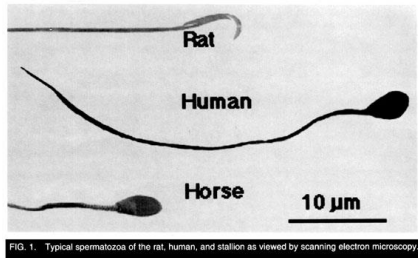 Rat
Human
Horse
10 µm
FIG. 1. Typical spermatozoa of the rat, human, and stallion as viewed by scanning electron microscopy.